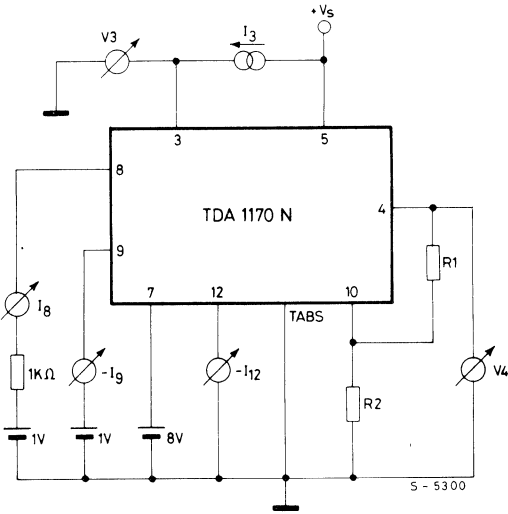 +Vs
V3
I3
3
5
8
TDA 1170 N
4
9
R1
7
12
10
TABS
I8
1KΩ
-I9
-I12
V4
R2
1V
1V
8V
S - 5300